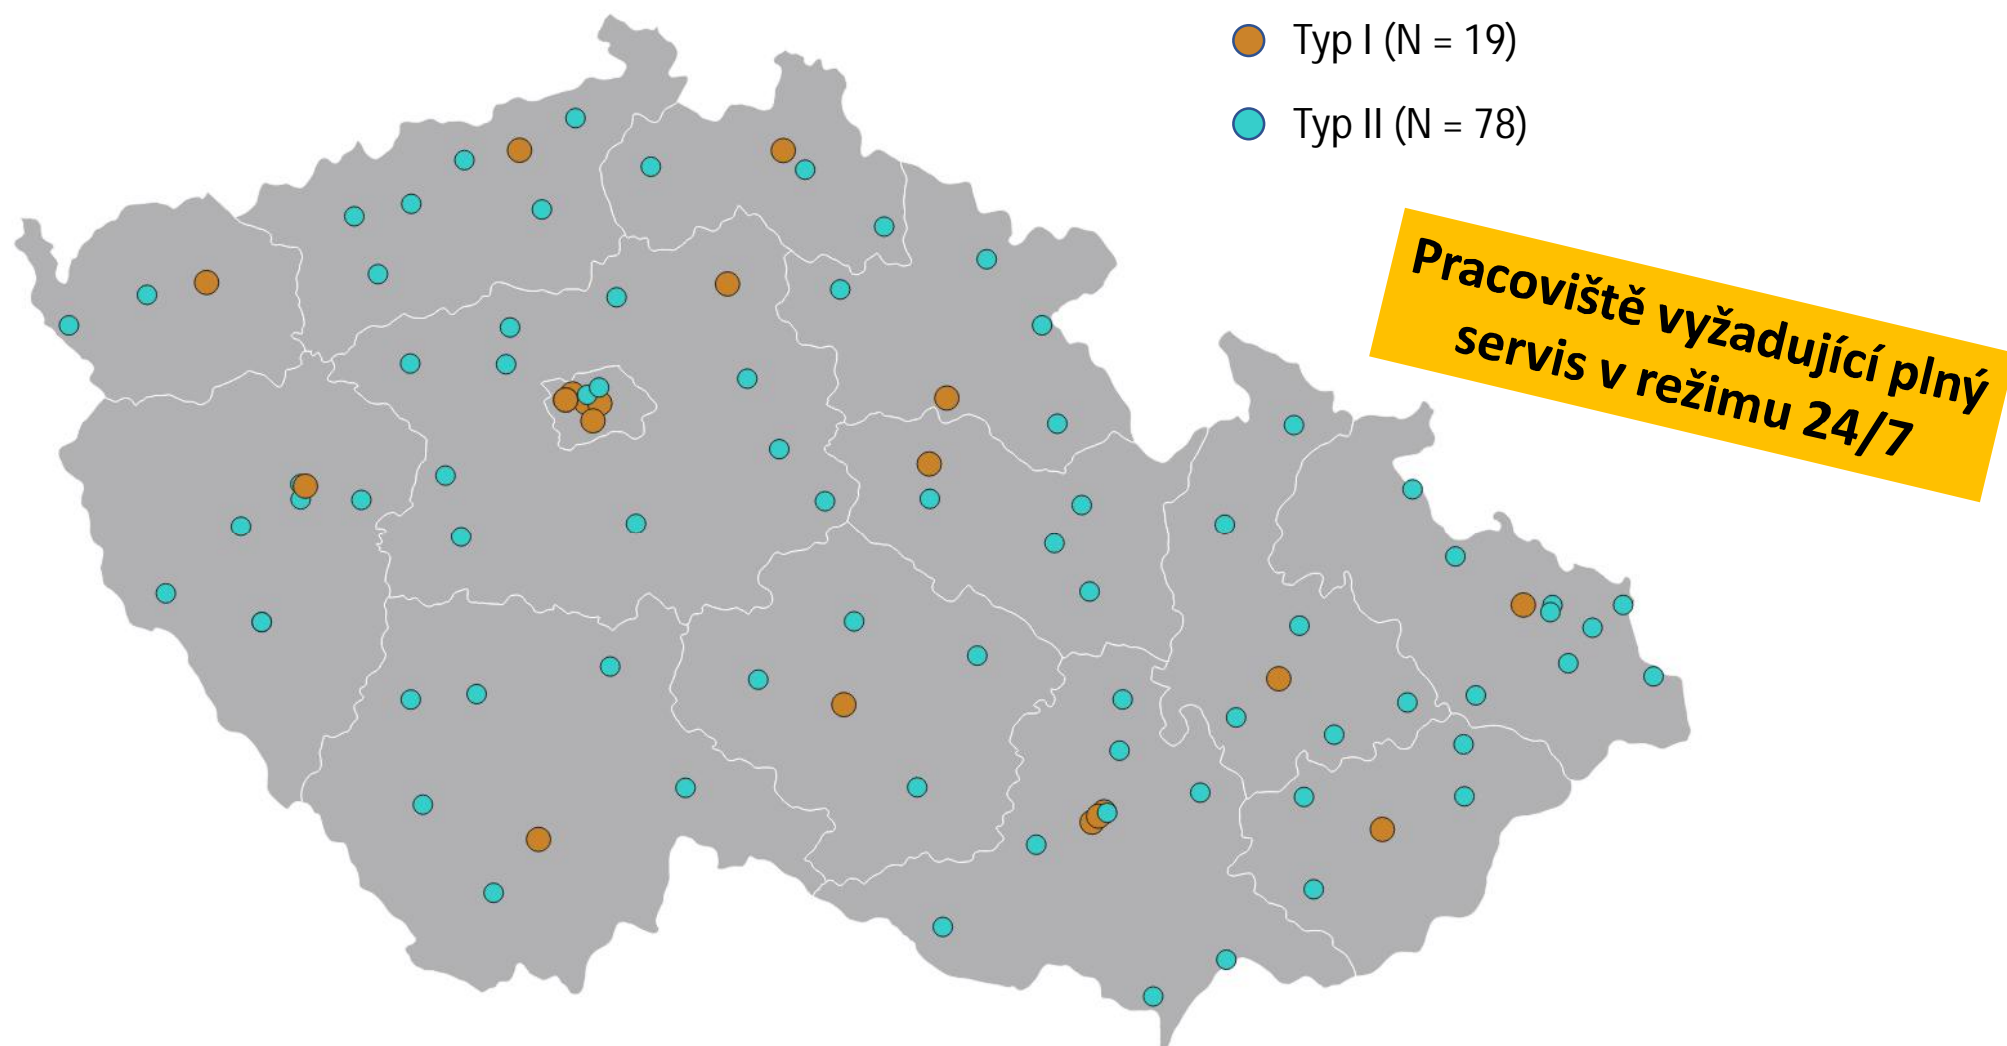 Typ I (N = 19)
Typ II (N = 78)
Pracoviště vyžadující plný
servis v režimu 24/7